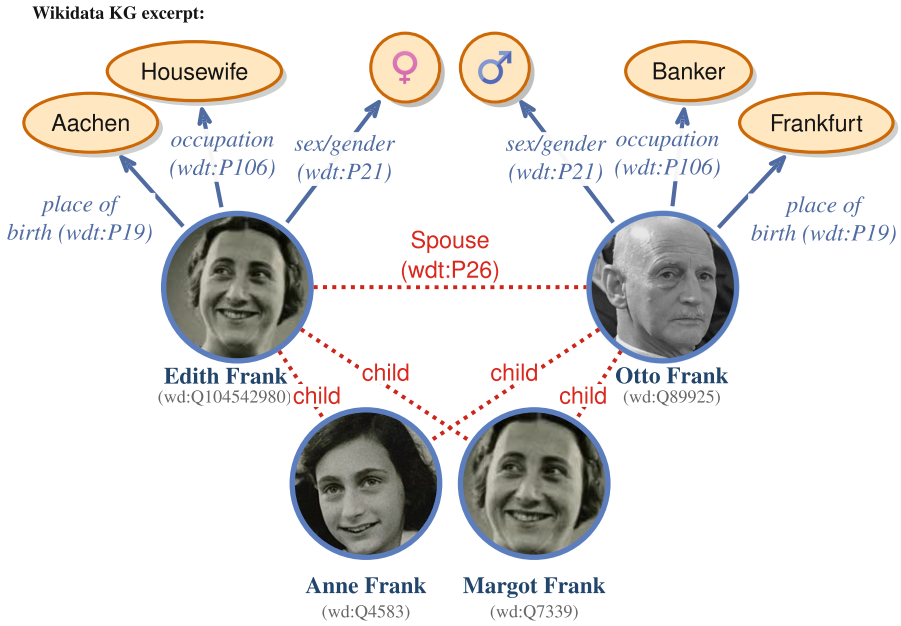 Wikidata KG excerpt:
Housewife
Banker
Aachen
Frankfurt
occupation
(wdt:P106)
sex/gender
(wdt:P21)
sex/gender
(wdt:P21)
occupation
(wdt:P106)
place of
birth (wdt:P19)
place of
birth (wdt:P19)
Spouse
(wdt:P26)
Edith Frank
(wd:Q104542980)
Otto Frank
(wd:Q89925)
child
child
child
child
Anne Frank
(wd:Q4583)
Margot Frank
(wd:Q7339)